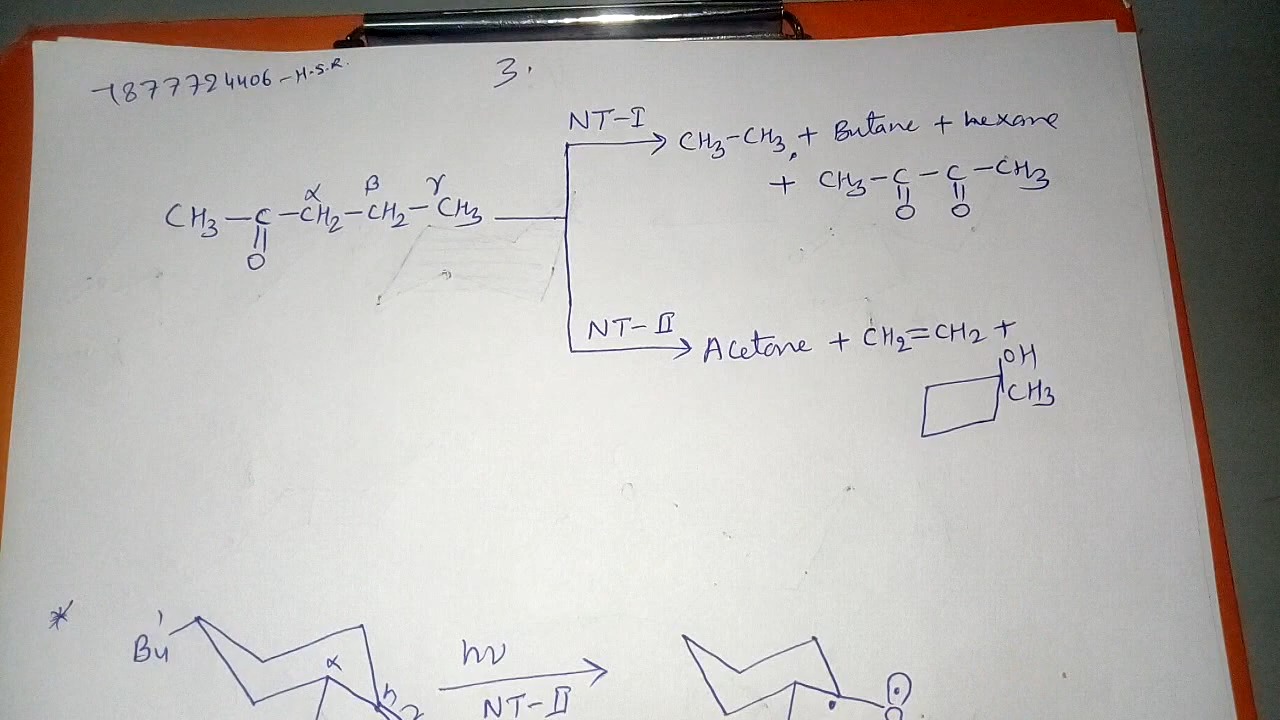 7877724406-H.S.R. 3.
NT-I
CH3-CH3 + Butane + hexane
+ CH3-C-C-CH3
O O
α β γ
CH3-C-CH2-CH2-CH3
O
NT-II
Acetone + CH2=CH2 +
OH
CH3
*
Bu
α
hν
NT-II